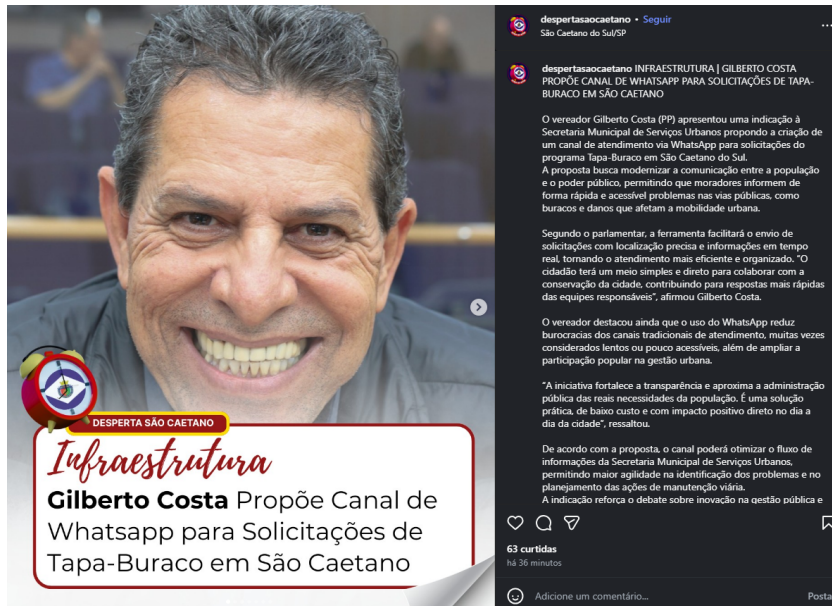 DESPERTA SÃO CAETANO
Infraestrutura
Gilberto Costa Propõe Canal de
Whatsapp para Solicitações de
Tapa-Buraco em São Caetano
despertasaocaetano • Seguir
São Caetano do Sul/SP
despertasaocaetano INFRAESTRUTURA | GILBERTO COSTA
PROPÕE CANAL DE WHATSAPP PARA SOLICITAÇÕES DE TAPA-
BURACO EM SÃO CAETANO
O vereador Gilberto Costa (PP) apresentou uma indicação à
Secretaria Municipal de Serviços Urbanos propondo a criação de
um canal de atendimento via WhatsApp para solicitações do
programa Tapa-Buraco em São Caetano do Sul.
A proposta busca modernizar a comunicação entre a população
e o poder público, permitindo que moradores informem de
forma rápida e acessível problemas nas vias públicas, como
buracos e danos que afetam a mobilidade urbana.
Segundo o parlamentar, a ferramenta facilitará o envio de
solicitações com localização precisa e informações em tempo
real, tornando o atendimento mais eficiente e organizado. "O
cidadão terá um meio simples e direto para colaborar com a
conservação da cidade, contribuindo para respostas mais rápidas
das equipes responsáveis", afirmou Gilberto Costa.
O vereador destacou ainda que o uso do WhatsApp reduz
burocracias dos canais tradicionais de atendimento, muitas vezes
considerados lentos ou pouco acessíveis, além de ampliar a
participação popular na gestão urbana.
"A iniciativa fortalece a transparência e aproxima a administração
pública das reais necessidades da população. É uma solução
prática, de baixo custo e com impacto positivo direto no dia a
dia da cidade", ressaltou.
De acordo com a proposta, o canal poderá otimizar o fluxo de
informações da Secretaria Municipal de Serviços Urbanos,
permitindo maior agilidade na identificação dos problemas e no
planejamento das ações de manutenção viária.
A indicação reforça o debate sobre inovação na gestão pública e
63 curtidas
há 36 minutos
Adicione um comentário...
Posta